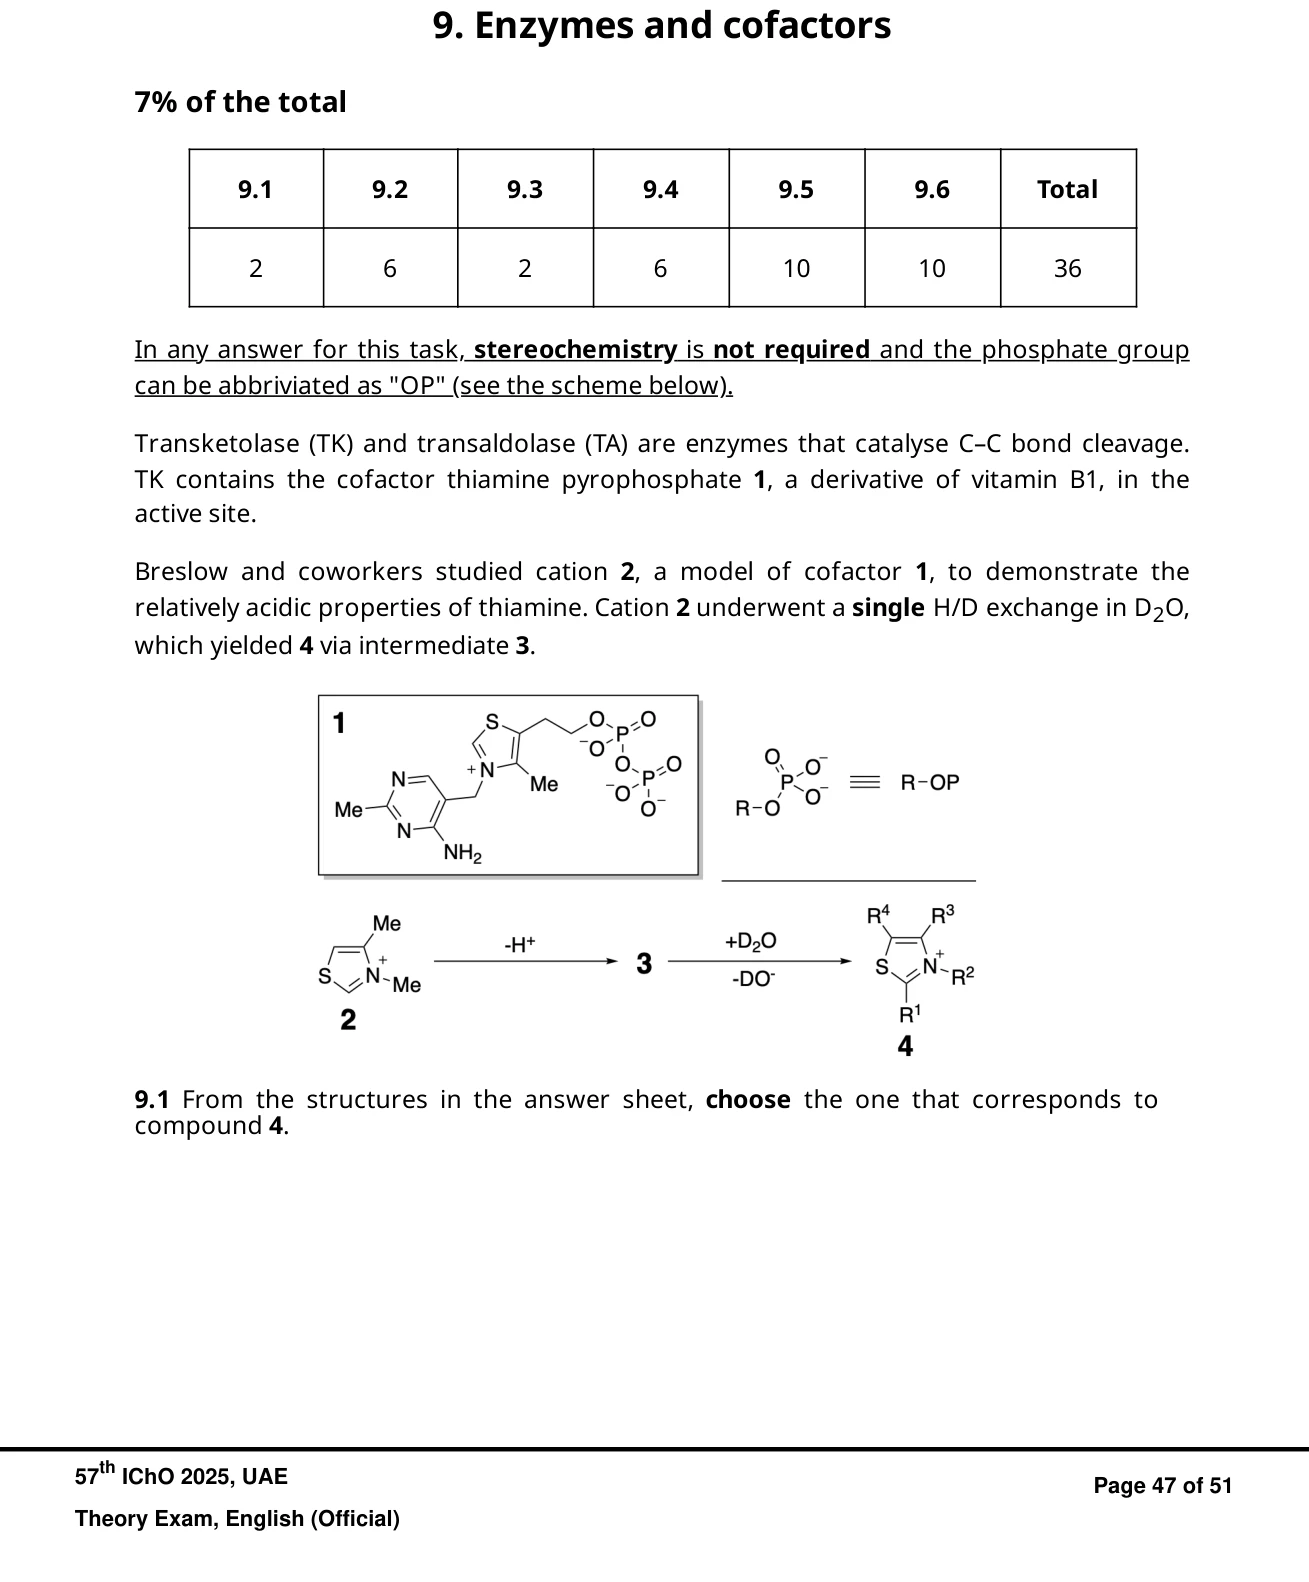 9. Enzymes and cofactors
7% of the total
9.1 9.2 9.3 9.4 9.5 9.6 Total
2 6 2 6 10 10 36
In any answer for this task, stereochemistry is not required and the phosphate group
can be abbriviated as "OP" (see the scheme below).
Transketolase (TK) and transaldolase (TA) are enzymes that catalyse C–C bond cleavage.
TK contains the cofactor thiamine pyrophosphate 1, a derivative of vitamin B1, in the
active site.
Breslow and coworkers studied cation 2, a model of cofactor 1, to demonstrate the
relatively acidic properties of thiamine. Cation 2 underwent a single H/D exchange in D2O,
which yielded 4 via intermediate 3.
1
S
O
P
O
-O
O
P
O
-O
O-
+N
Me
N
Me
N
NH2
O
P
O-
O-
R-O
R-OP
Me
S
+
N
Me
2
-H+
3
+D2O
-DO-
R4
R3
S
N+
R2
R1
4
9.1 From the structures in the answer sheet, choose the one that corresponds to
compound 4.
57th IChO 2025, UAE
Page 47 of 51
Theory Exam, English (Official)